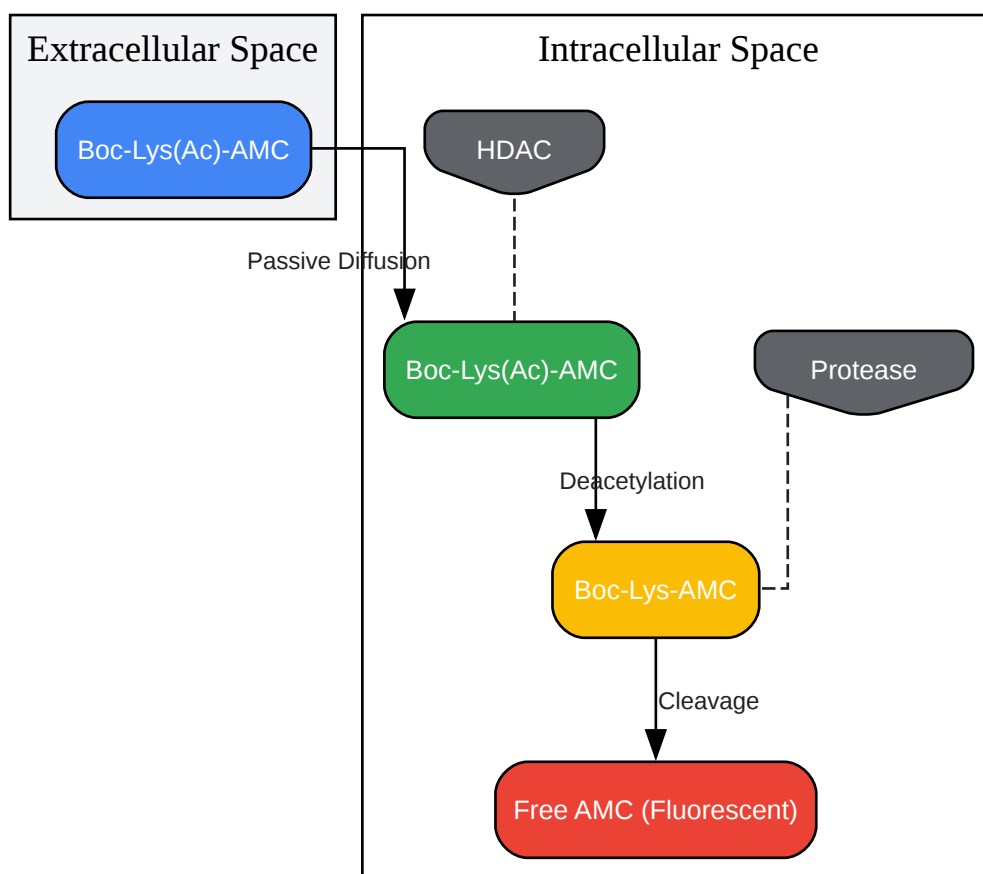 Extracellular Space
Intracellular Space
Boc-Lys(Ac)-AMC
HDAC
Passive Diffusion
Boc-Lys(Ac)-AMC
Protease
Deacetylation
Boc-Lys-AMC
Cleavage
Free AMC (Fluorescent)